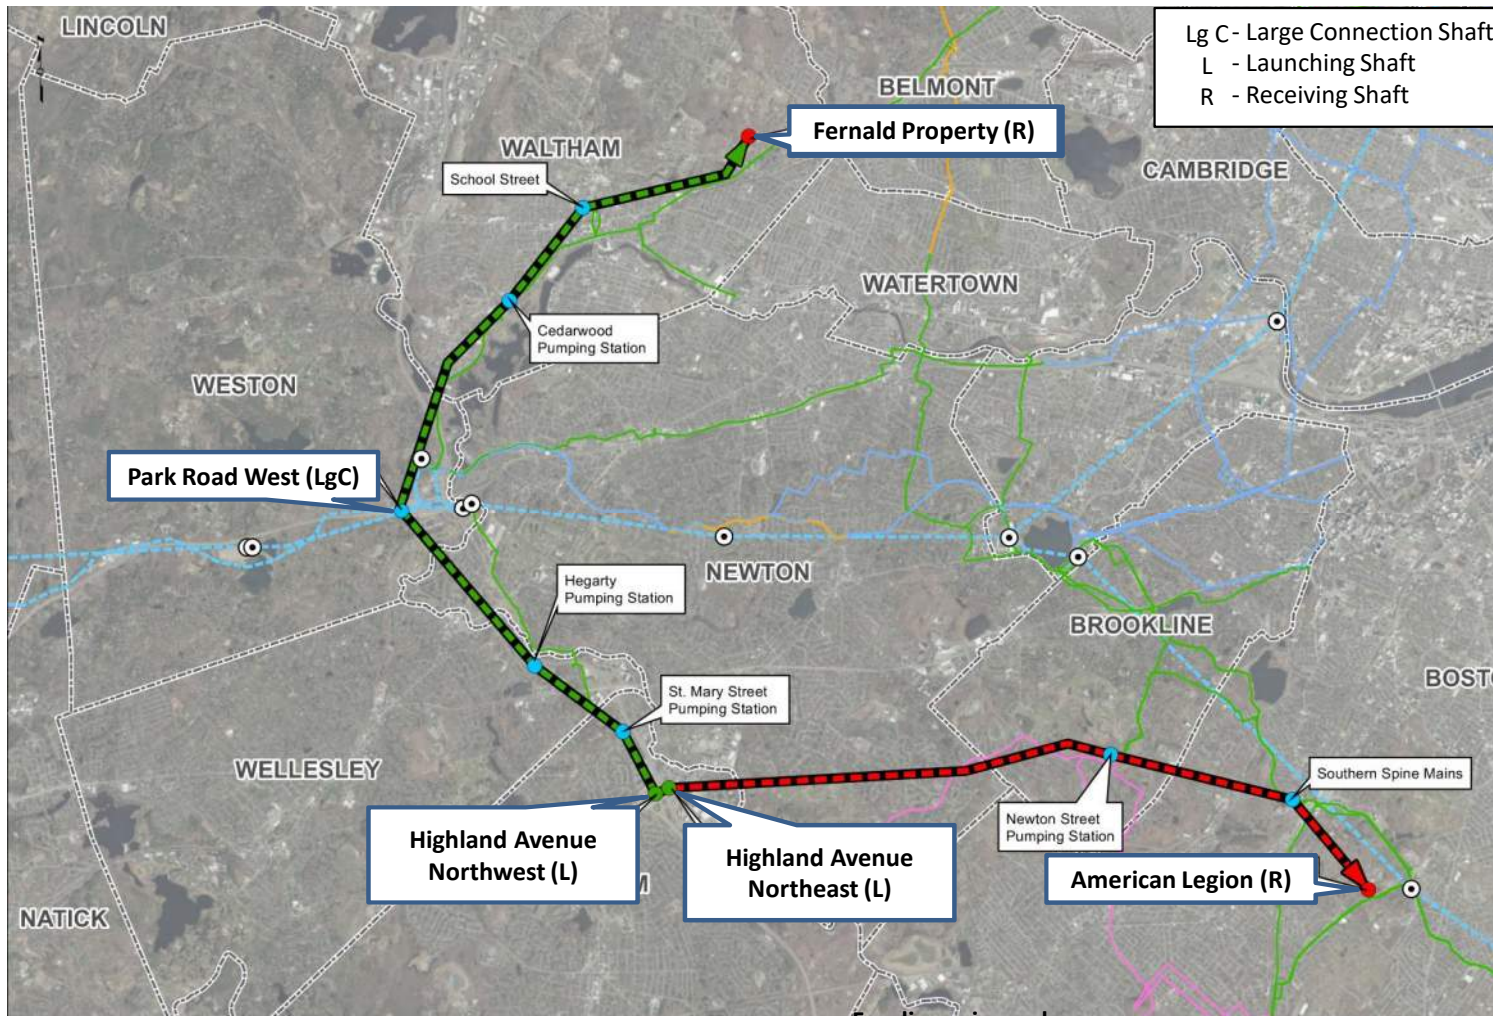 LINCOLN
Lg C - Large Connection Shaft
L - Launching Shaft
R - Receiving Shaft
BELMONT
Fernald Property (R)
WALTHAM
School Street
CAMBRIDGE
WATERTOWN
Cedarwood
Pumping Station
WESTON
Park Road West (LgC)
Hegarty
Pumping Station
NEWTON
BROOKLINE
St. Mary Street
Pumping Station
BOSTO
WELLESLEY
Southern Spine Mains
Newton Street
Pumping Station
Highland Avenue
Northwest (L)
Highland Avenue
Northeast (L)
M
American Legion (R)
NATICK